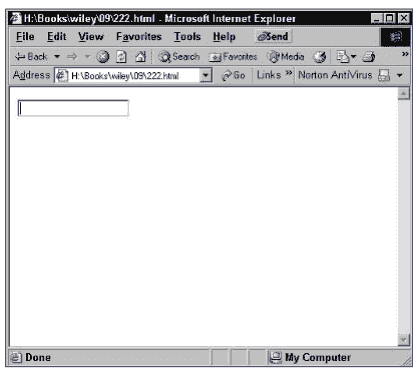 H:\Books\wiley\09\222.html - Microsoft Internet Explorer
File Edit View Favorites Tools Help Send
Back Search Favorites Media »
Address H:\Books\wiley\09\222.html Go Links » Norton AntiVirus
Done My Computer